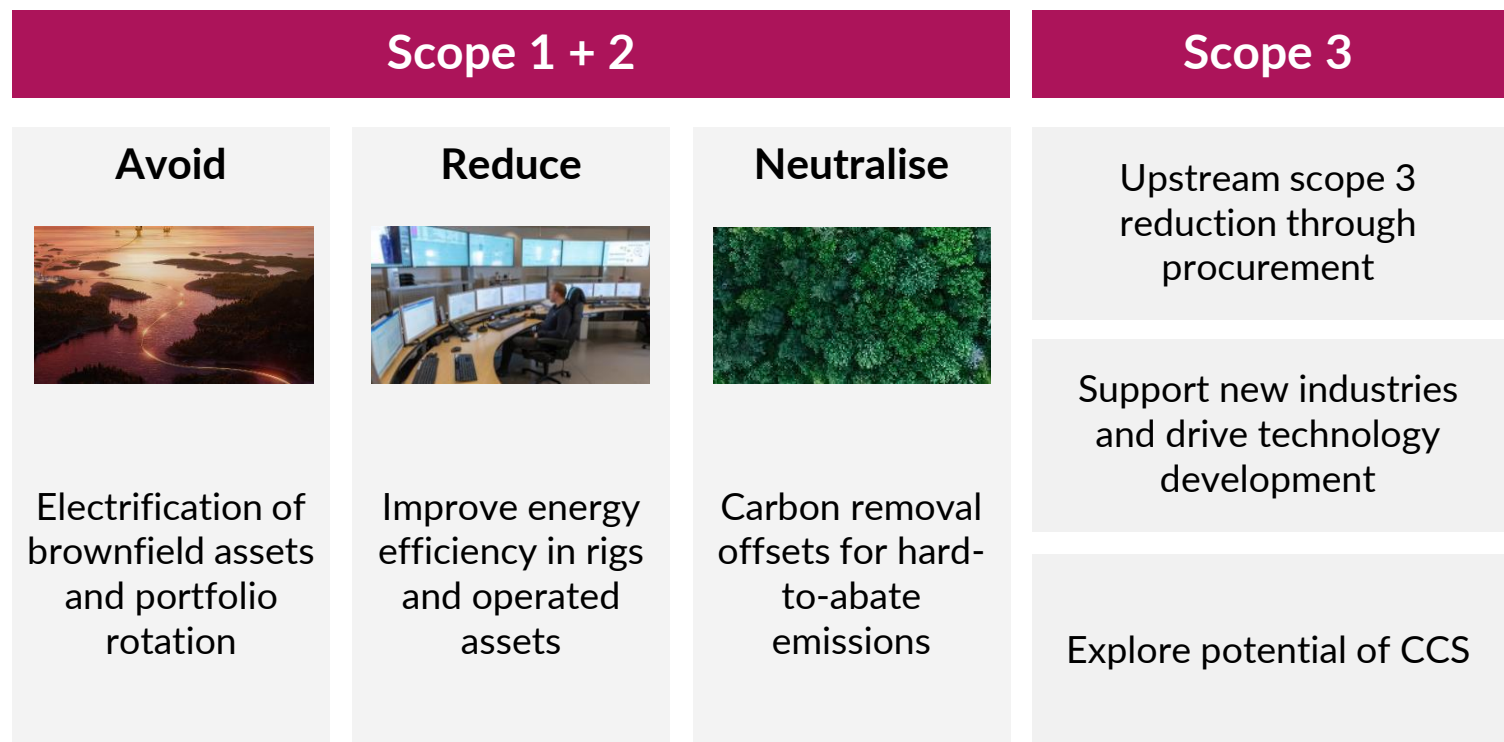 Scope 1 + 2
Scope 3
Avoid
Electrification of
brownfield assets
and portfolio
rotation
Reduce
Improve energy
efficiency in rigs
and operated
assets
Neutralise
Carbon removal
offsets for hard-
to-abate
emissions
Upstream scope 3
reduction through
procurement
Support new industries
and drive technology
development
Explore potential of CCS